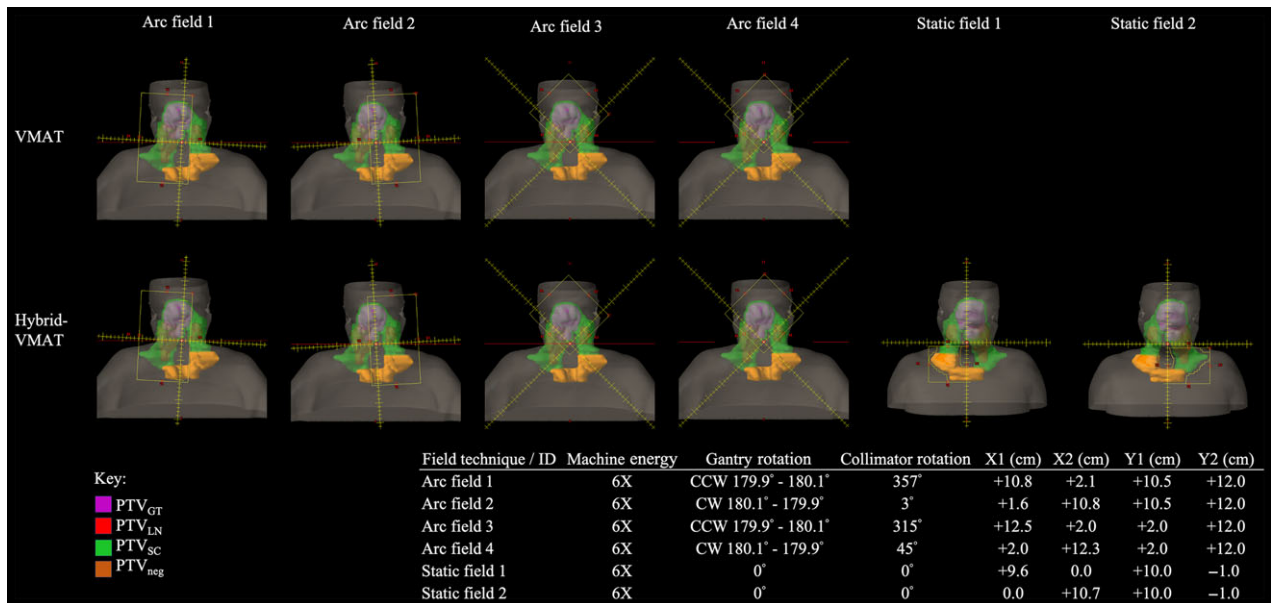 Arc field 1 Arc field 2 Arc field 3 Arc field 4 Static field 1 Static field 2
VMAT
Hybrid-
VMAT
Key:
PTV_GT
PTV_LN
PTV_SC
PTV_neg
Field technique / ID Machine energy Gantry rotation Collimator rotation X1 (cm) X2 (cm) Y1 (cm) Y2 (cm)
Arc field 1 6X CCW 179.9° - 180.1° 357° +10.8 +2.1 +10.5 +12.0
Arc field 2 6X CW 180.1° - 179.9° 3° +1.6 +10.8 +10.5 +12.0
Arc field 3 6X CCW 179.9° - 180.1° 315° +12.5 +2.0 +2.0 +12.0
Arc field 4 6X CW 180.1° - 179.9° 45° +2.0 +12.3 +2.0 +12.0
Static field 1 6X 0° 0° +9.6 0.0 +10.0 −1.0
Static field 2 6X 0° 0° 0.0 +10.7 +10.0 −1.0